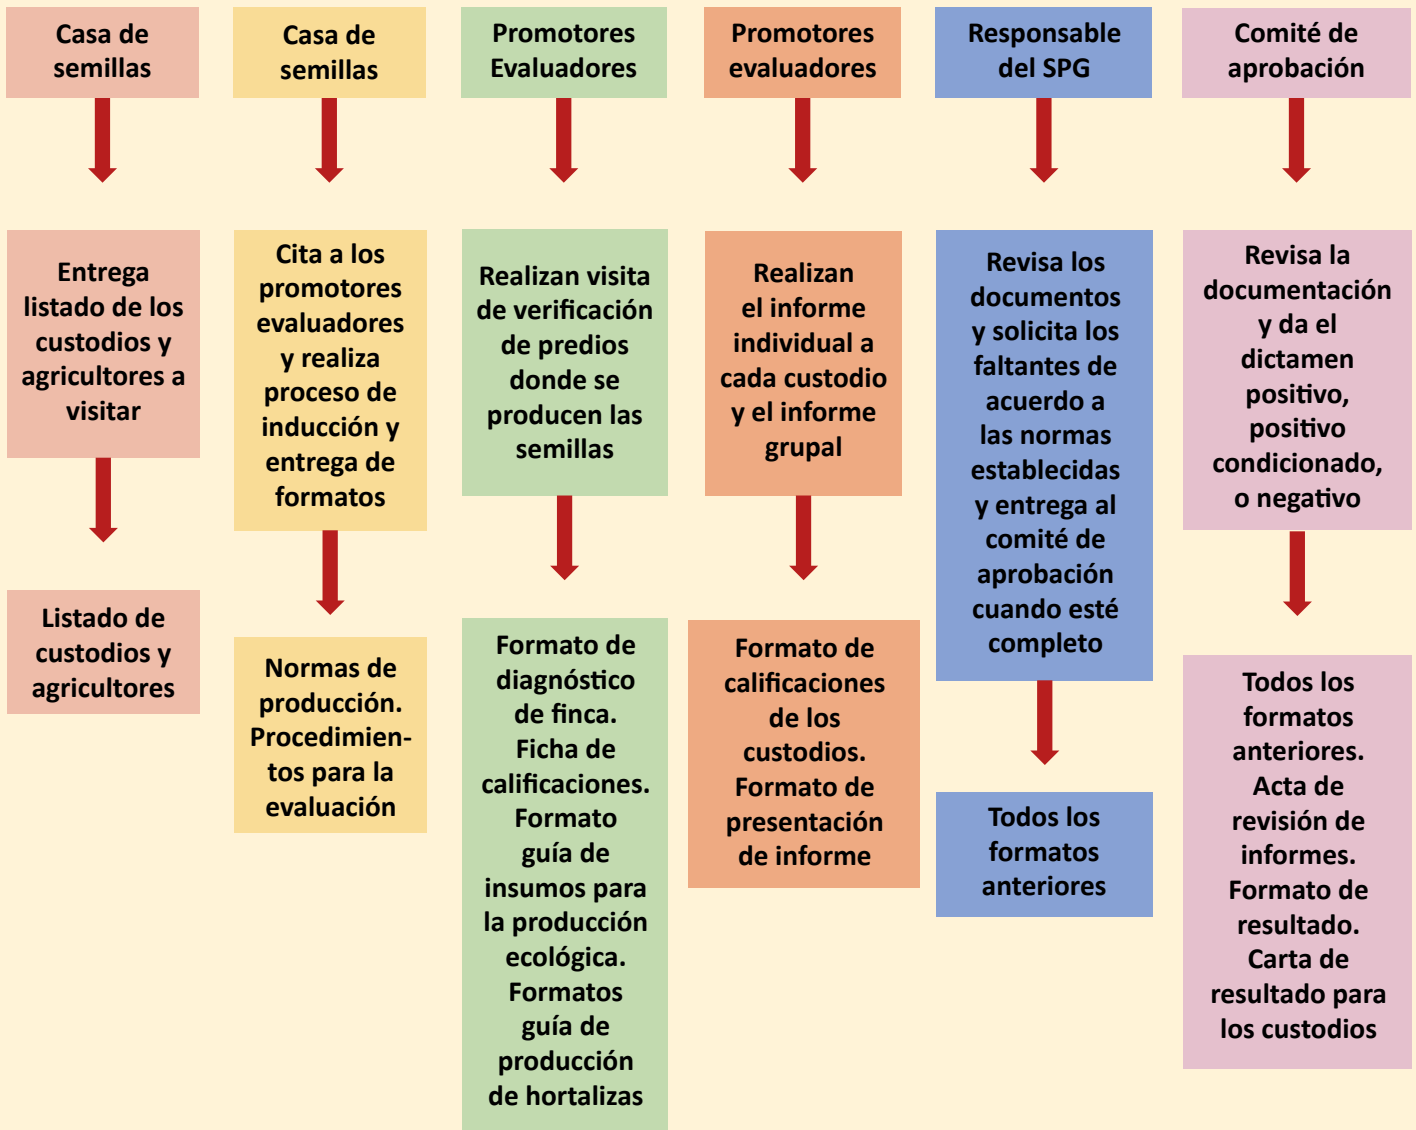 Casa de
semillas
Entrega
listado de los
custodios y
agricultores a
visitar
Listado de
custodios y
agricultores
Casa de
semillas
Cita a los
promotores
evaluadores
y realiza
proceso de
inducción y
entrega de
formatos
Normas de
producción.
Procedimien-
tos para la
evaluación
Promotores
Evaluadores
Realizan visita
de verificación
de predios
donde se
producen las
semillas
Formato de
diagnóstico
de finca.
Ficha de
calificaciones.
Formato
guía de
insumos para
la producción
ecológica.
Formatos
guía de
producción
de hortalizas
Promotores
evaluadores
Realizan
el informe
individual a
cada custodio
y el informe
grupal
Formato de
calificaciones
de los
custodios.
Formato de
presentación
de informe
Responsable
del SPG
Revisa los
documentos
y solicita los
faltantes de
acuerdo a
las normas
establecidas
y entrega al
comité de
aprobación
cuando esté
completo
Todos los
formatos
anteriores
Comité de
aprobación
Revisa la
documentación
y da el
dictamen
positivo,
positivo
condicionado,
o negativo
Todos los
formatos
anteriores.
Acta de
revisión de
informes.
Formato de
resultado.
Carta de
resultado para
los custodios